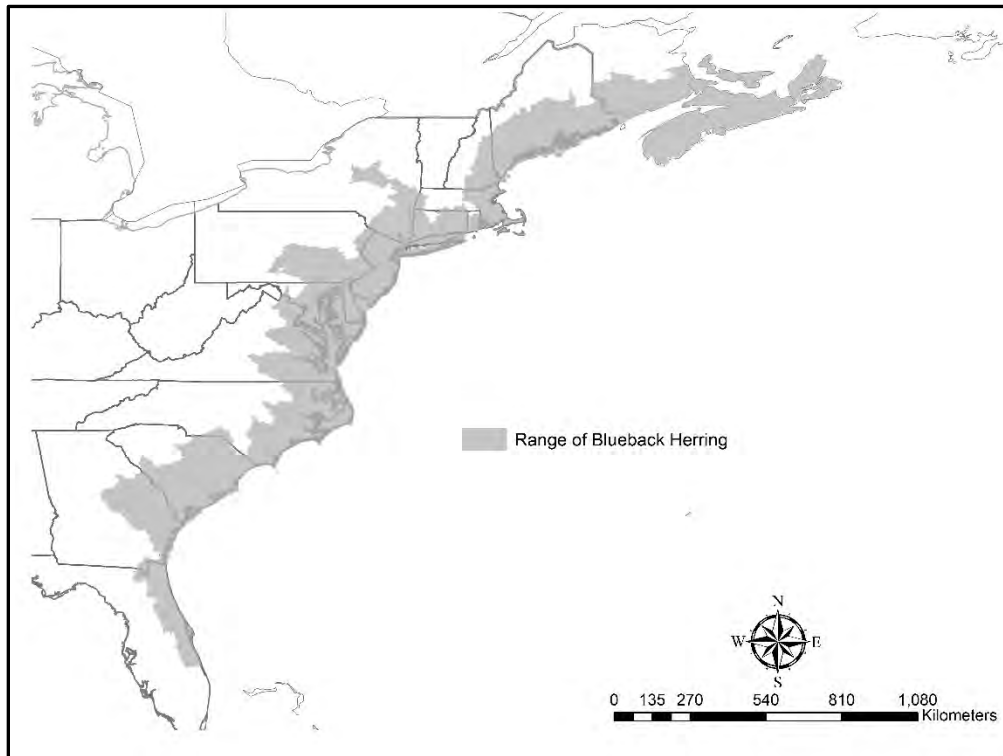 Range of Blueback Herring
N
W E
S
0 135 270 540 810 1,080
Kilometers